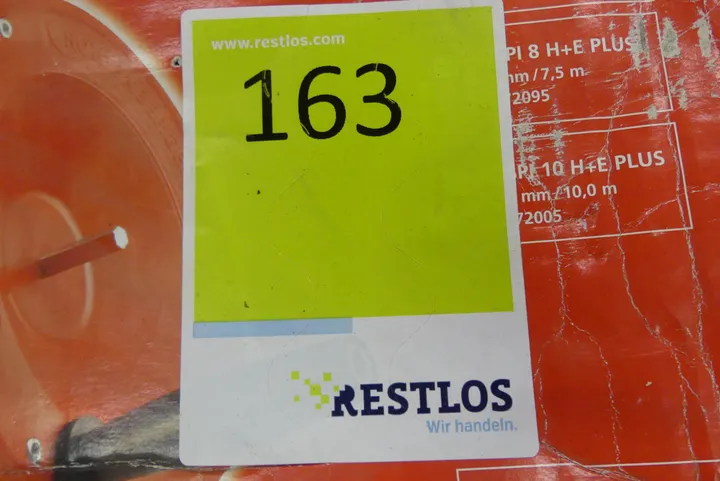 www.restlos.com
163
RESTLOS
Wir handeln.
PI 8 H+E PLUS
mm/7,5 m
72095
SPI 10 H+E PLUS
mm/10,0 m
72005